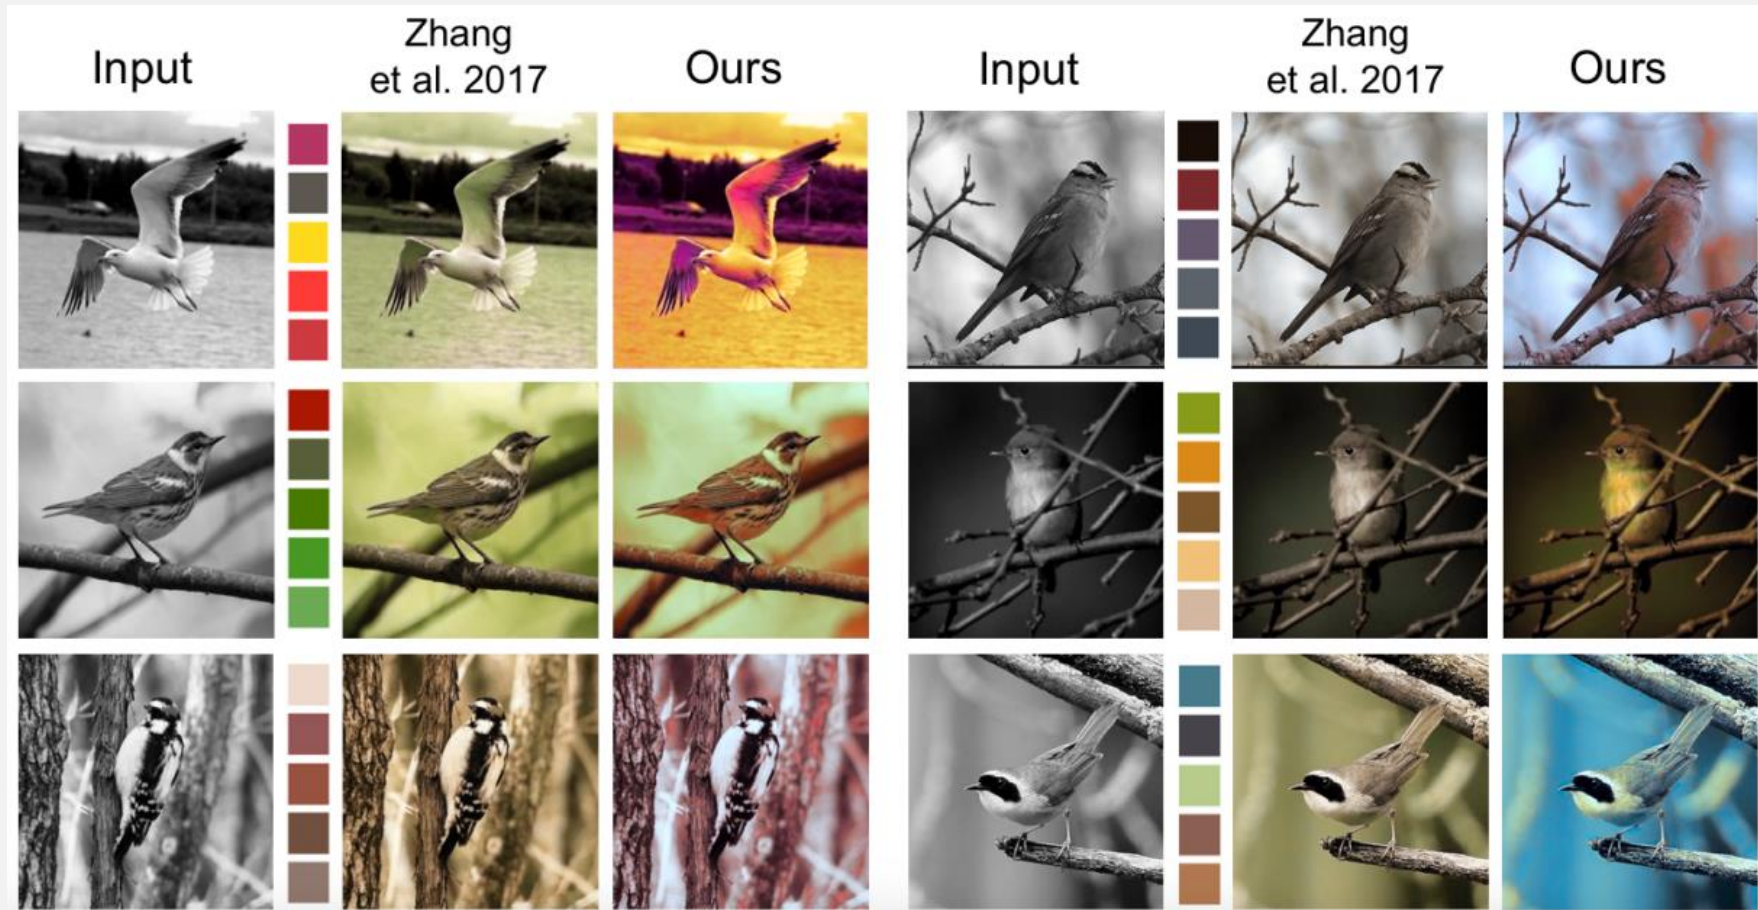 Input
Zhang
et al. 2017
Ours
Input
Zhang
et al. 2017
Ours